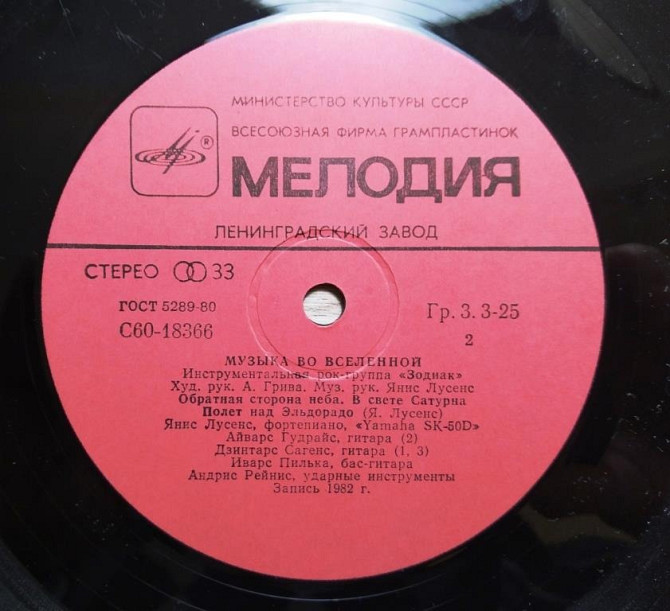 МИНИСТЕРСТВО КУЛЬТУРЫ СССР
ВСЕСОЮЗНАЯ ФИРМА ГРАМПЛАСТИНОК
®
МЕЛОДИЯ
ЛЕНИНГРАДСКИЙ ЗАВОД
СТЕРЕО 33
ГОСТ 5289-80
С60-18366
Гр. 3. 3-25
2
МУЗЫКА ВО ВСЕЛЕННОЙ
Инструментальная рок-группа «Зодиак»
Худ. рук. А. Грива. Муз. рук. Янис Лусенс
Обратная сторона неба. В свете Сатурна
Полет над Эльдорадо (Я. Лусенс)
Янис Лусенс, фортепиано, «Yamaha SK-50D»
Айварс Гудрайс, гитара (2)
Дзинтарс Сагенс, гитара (1, 3)
Иварс Пилька, бас-гитара
Андрис Рейнис, ударные инструменты
Запись 1982 г.